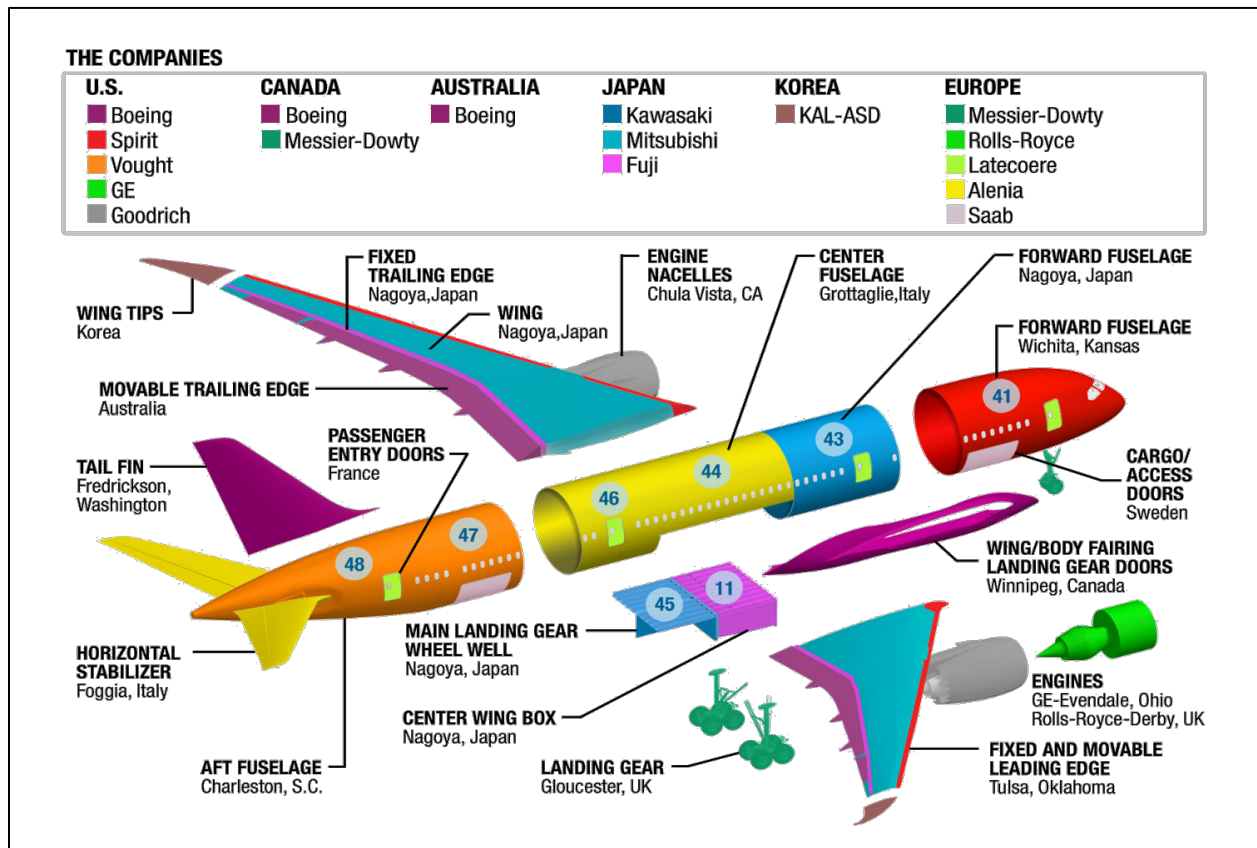 THE COMPANIES
U.S.
Boeing
Spirit
Vought
GE
Goodrich
CANADA
Boeing
Messier-Dowty
AUSTRALIA
Boeing
JAPAN
Kawasaki
Mitsubishi
Fuji
KOREA
KAL-ASD
EUROPE
Messier-Dowty
Rolls-Royce
Latecoere
Alenia
Saab
WING TIPS
Korea
FIXED
TRAILING EDGE
Nagoya,Japan
WING
Nagoya,Japan
ENGINE
NACELLES
Chula Vista, CA
CENTER
FUSELAGE
Grottaglie,Italy
FORWARD FUSELAGE
Nagoya, Japan
FORWARD FUSELAGE
Wichita, Kansas
MOVABLE TRAILING EDGE
Australia
PASSENGER
ENTRY DOORS
France
TAIL FIN
Fredrickson,
Washington
41
43
44
46
47
48
CARGO/
ACCESS
DOORS
Sweden
WING/BODY FAIRING
LANDING GEAR DOORS
Winnipeg, Canada
45
11
HORIZONTAL
STABILIZER
Foggia, Italy
MAIN LANDING GEAR
WHEEL WELL
Nagoya, Japan
CENTER WING BOX
Nagoya, Japan
AFT FUSELAGE
Charleston, S.C.
LANDING GEAR
Gloucester, UK
ENGINES
GE-Evendale, Ohio
Rolls-Royce-Derby, UK
FIXED AND MOVABLE
LEADING EDGE
Tulsa, Oklahoma